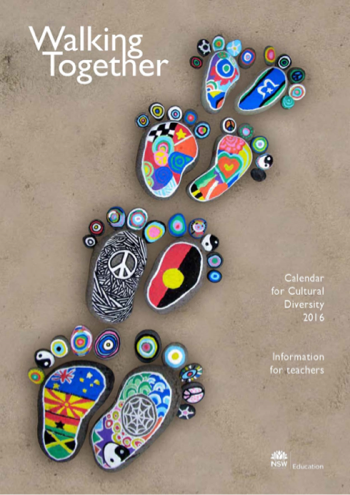 Walking
Together
Calendar
for Cultural
Diversity
2016
Information
for teachers
NSW
Education